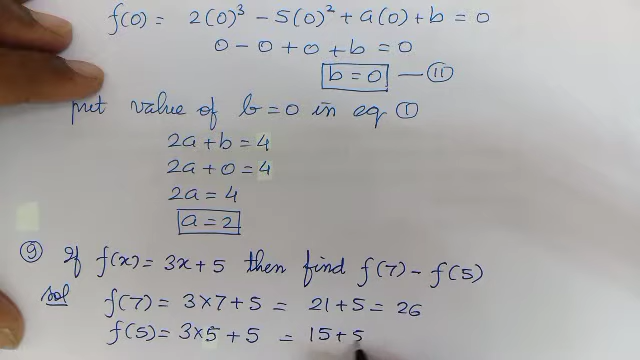 f(0) = 2(0)³ - 5(0)² + a(0) + b = 0
0 - 0 + 0 + b = 0
b = 0 — (II)
put value of b = 0 in eq (I)
2a + b = 4
2a + 0 = 4
2a = 4
a = 2
(9) If f(x) = 3x + 5 then find f(7) - f(5)
Sol f(7) = 3×7 + 5 = 21 + 5 = 26
f(5) = 3×5 + 5 = 15 + 5